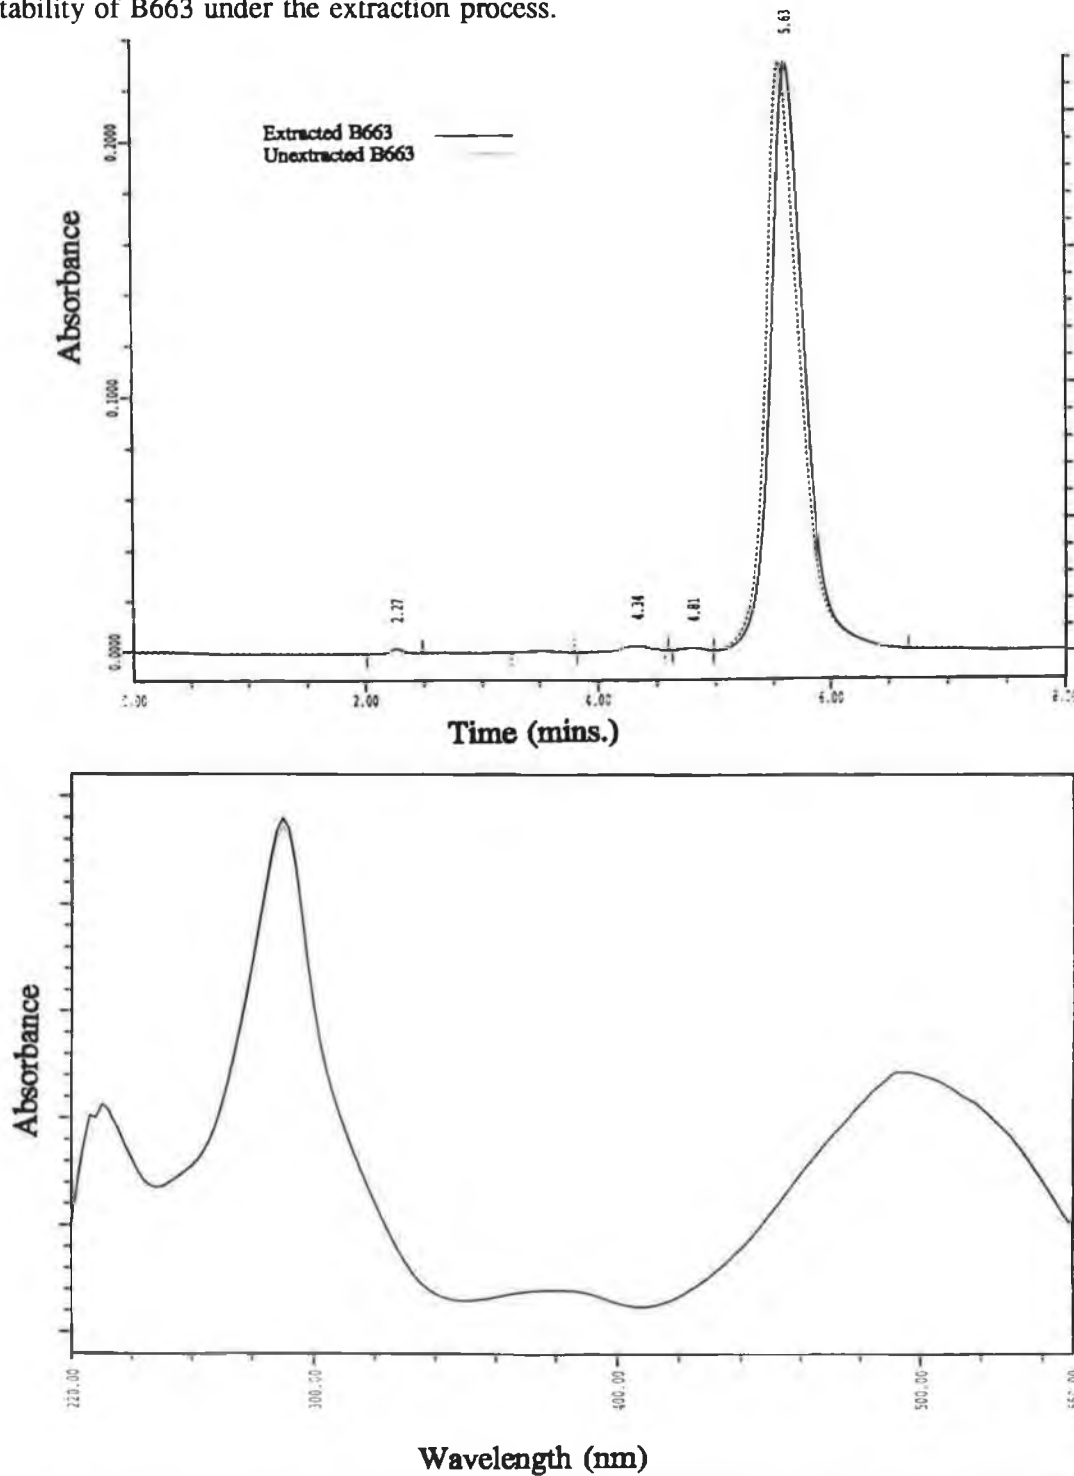 tability of B663 under the extraction process.
5.63
Extracted B663
Unextracted B663
0.2000
Absorbance
0.1000
2.27
4.34
4.81
0.0000
2.00
4.00
6.00
Time (mins.)
Absorbance
220.00
300.00
400.00
500.00
Wavelength (nm)